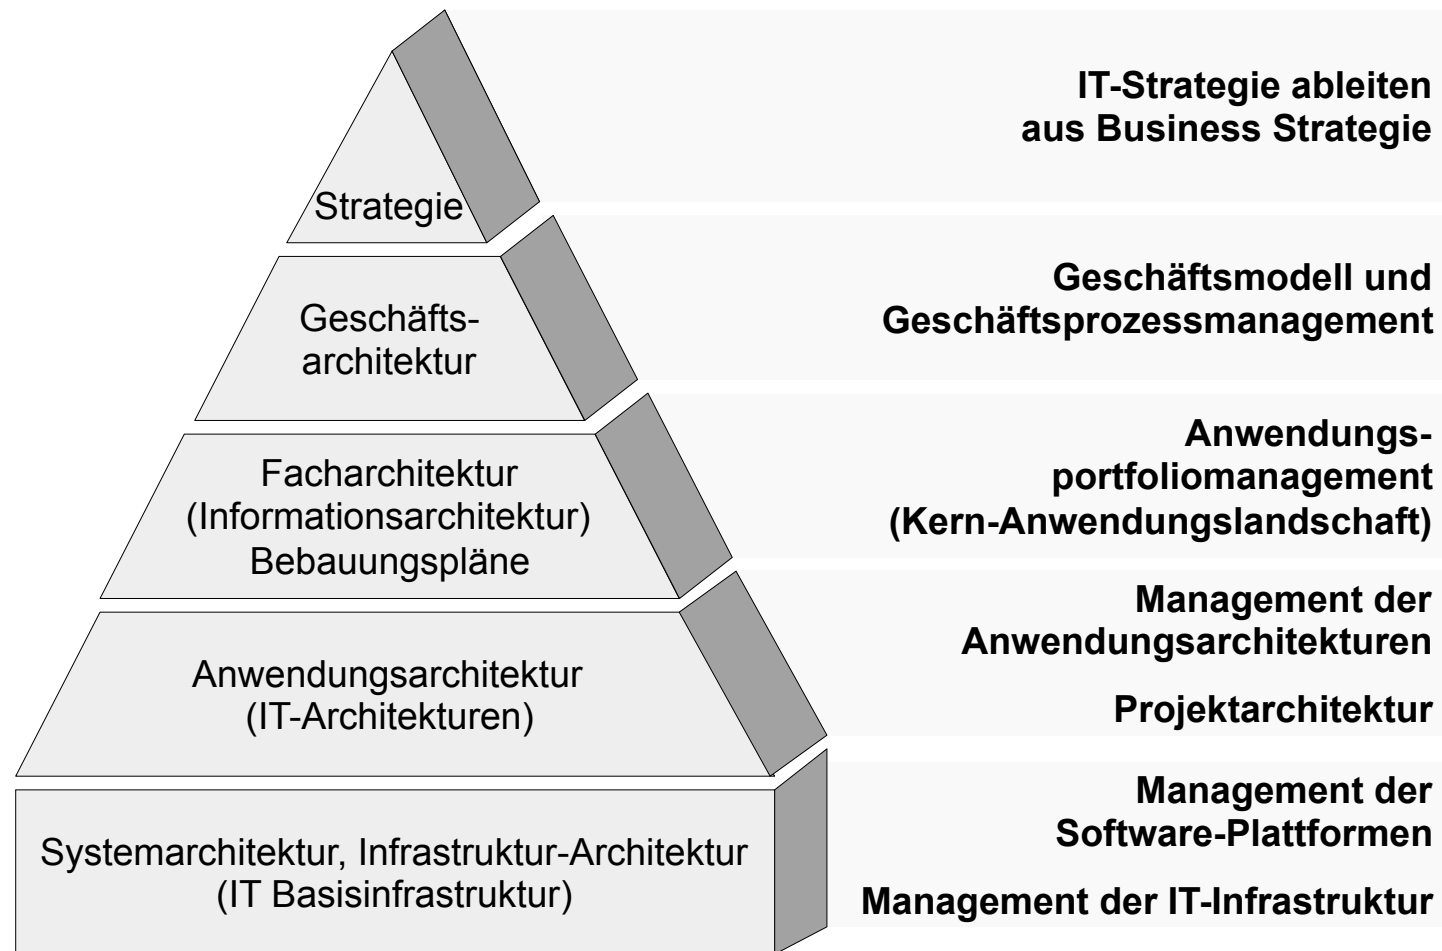 Strategie
IT-Strategie ableiten
aus Business Strategie
Geschäfts-
architektur
Geschäftsmodell und
Geschäftsprozessmanagement
Facharchitektur
(Informationsarchitektur)
Bebauungspläne
Anwendungs-
portfoliomanagement
(Kern-Anwendungslandschaft)
Anwendungsarchitektur
(IT-Architekturen)
Management der
Anwendungsarchitekturen
Projektarchitektur
Systemarchitektur, Infrastruktur-Architektur
(IT Basisinfrastruktur)
Management der
Software-Plattformen
Management der IT-Infrastruktur